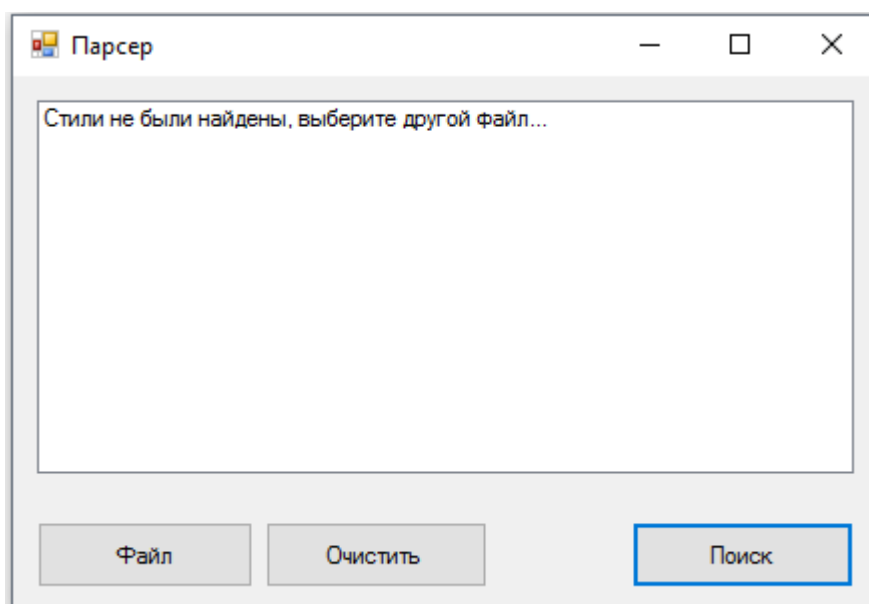 Парсер
Стили не были найдены, выберите другой файл...
Файл
Очистить
Поиск